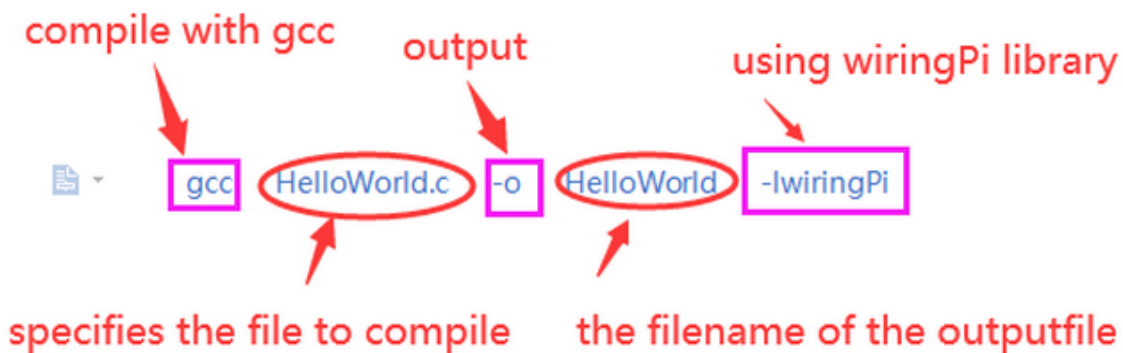 compile with gcc
output
using wiringPi library
gcc HelloWorld.c -o HelloWorld -lwiringPi
specifies the file to compile
the filename of the outputfile